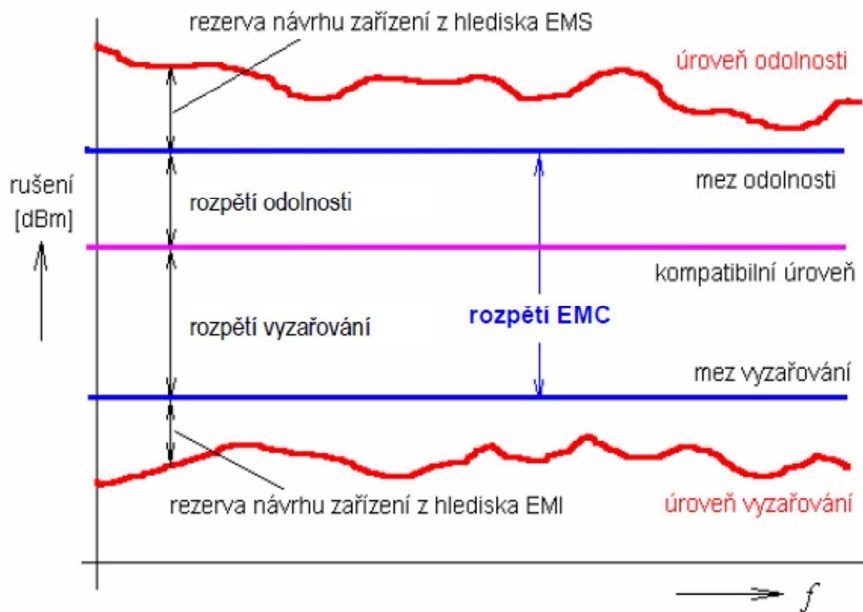 rezerva návrhu zařízení z hlediska EMS
úroveň odolnosti
rušení
[dBm]
mez odolnosti
rozpětí odolnosti
kompatibilní úroveň
rozpětí vyzařování
rozpětí EMC
mez vyzařování
rezerva návrhu zařízení z hlediska EMI
úroveň vyzařování
f